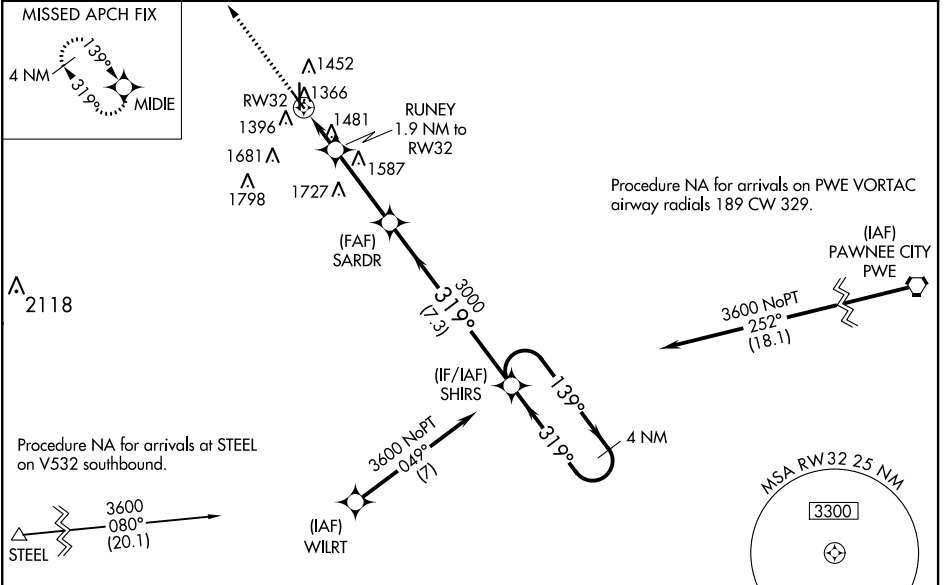 MISSED APCH FIX
139°
4 NM
319°
MIDIE
1452
RW32
1366
1396
1481
RUNEY
1.9 NM to
RW32
1681
1587
1798
1727
(FAF)
SARDR
Procedure NA for arrivals on PWE VORTAC
airway radials 189 CW 329.
(IAF)
PAWNEE CITY
PWE
2118
3000
319°
(7.3)
3600 NoPT
252°
(18.1)
(IF/IAF)
SHIRS
139°
319°
4 NM
Procedure NA for arrivals at STEEL
on V532 southbound.
3600 NoPT
049°
(7)
(IAF)
WILRT
3600
080°
(20.1)
STEEL
MSA RW32 25 NM
3300